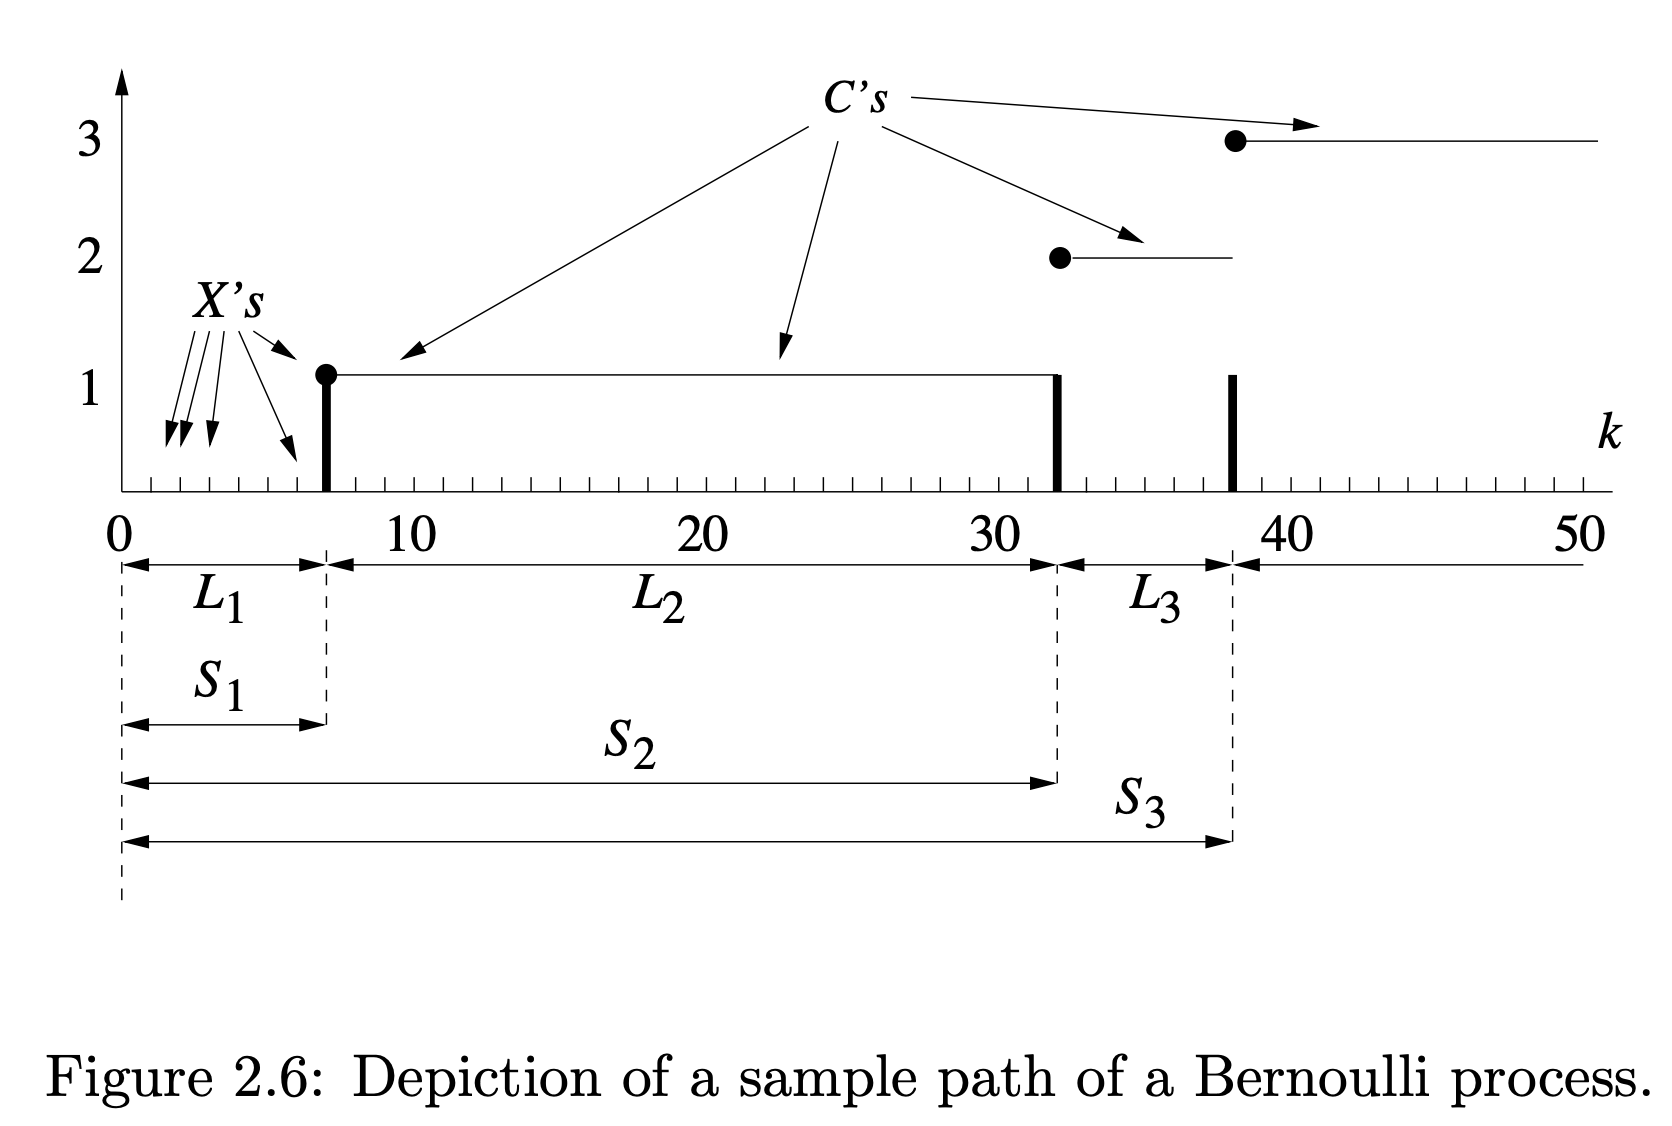 C's
3
2
X's
1
k
0 10 20 30 40 50
L1 L2 L3
S1
S2
S3
Figure 2.6: Depiction of a sample path of a Bernoulli process.